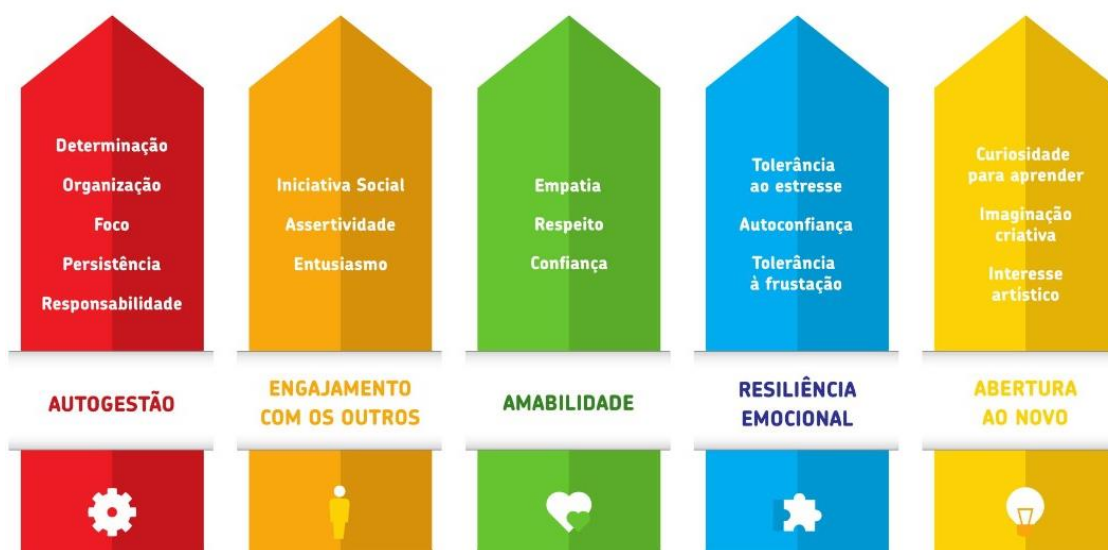 Determinação
Organização
Foco
Persistência
Responsabilidade
AUTOGESTÃO
Iniciativa Social
Assertividade
Entusiasmo
ENGAJAMENTO
COM OS OUTROS
Empatia
Respeito
Confiança
AMABILIDADE
Tolerância
ao estresse
Autoconfiança
Tolerância
à frustação
RESILIÊNCIA
EMOCIONAL
Curiosidade
para aprender
Imaginação
criativa
Interesse
artístico
ABERTURA
AO NOVO